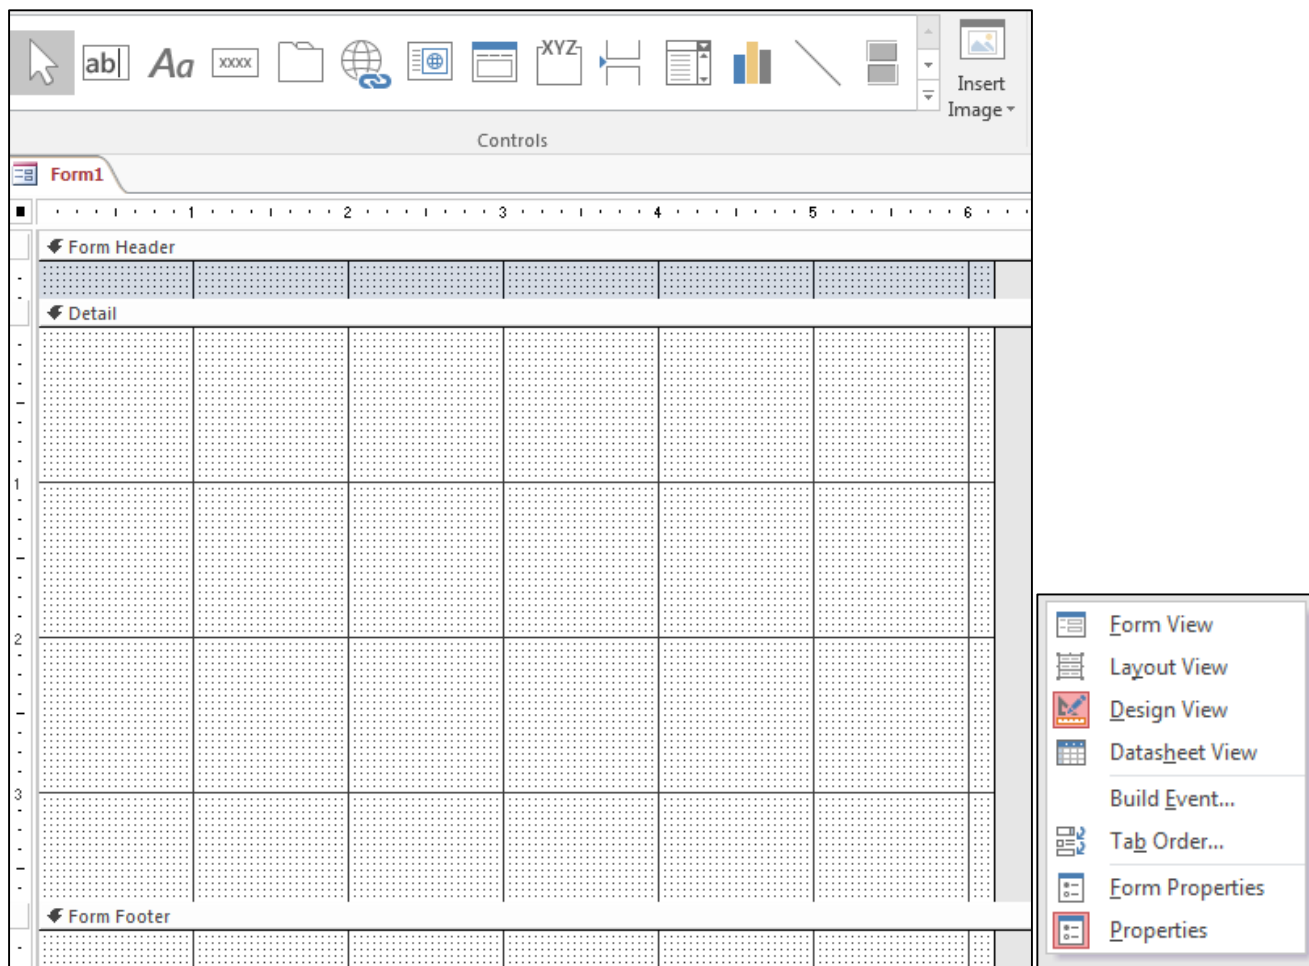 ab| Aa xxxx XYZ
Insert
Image
Controls
Form1
1 2 3 4 5 6
Form Header
Detail
1
2
3
Form Footer
Form View
Layout View
Design View
Datasheet View
Build Event...
Tab Order...
Form Properties
Properties